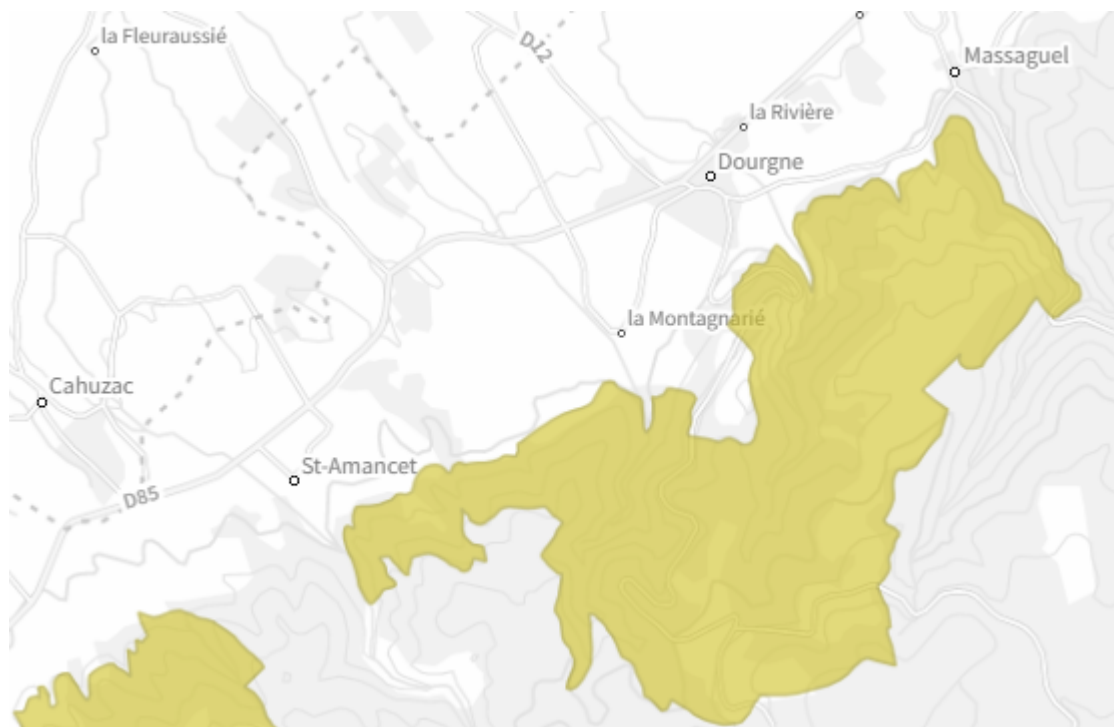 la Fleuraussié
D12
Massaguel
la Rivière
Dourgne
la Montagnarié
Cahuzac
St-Amancet
D85